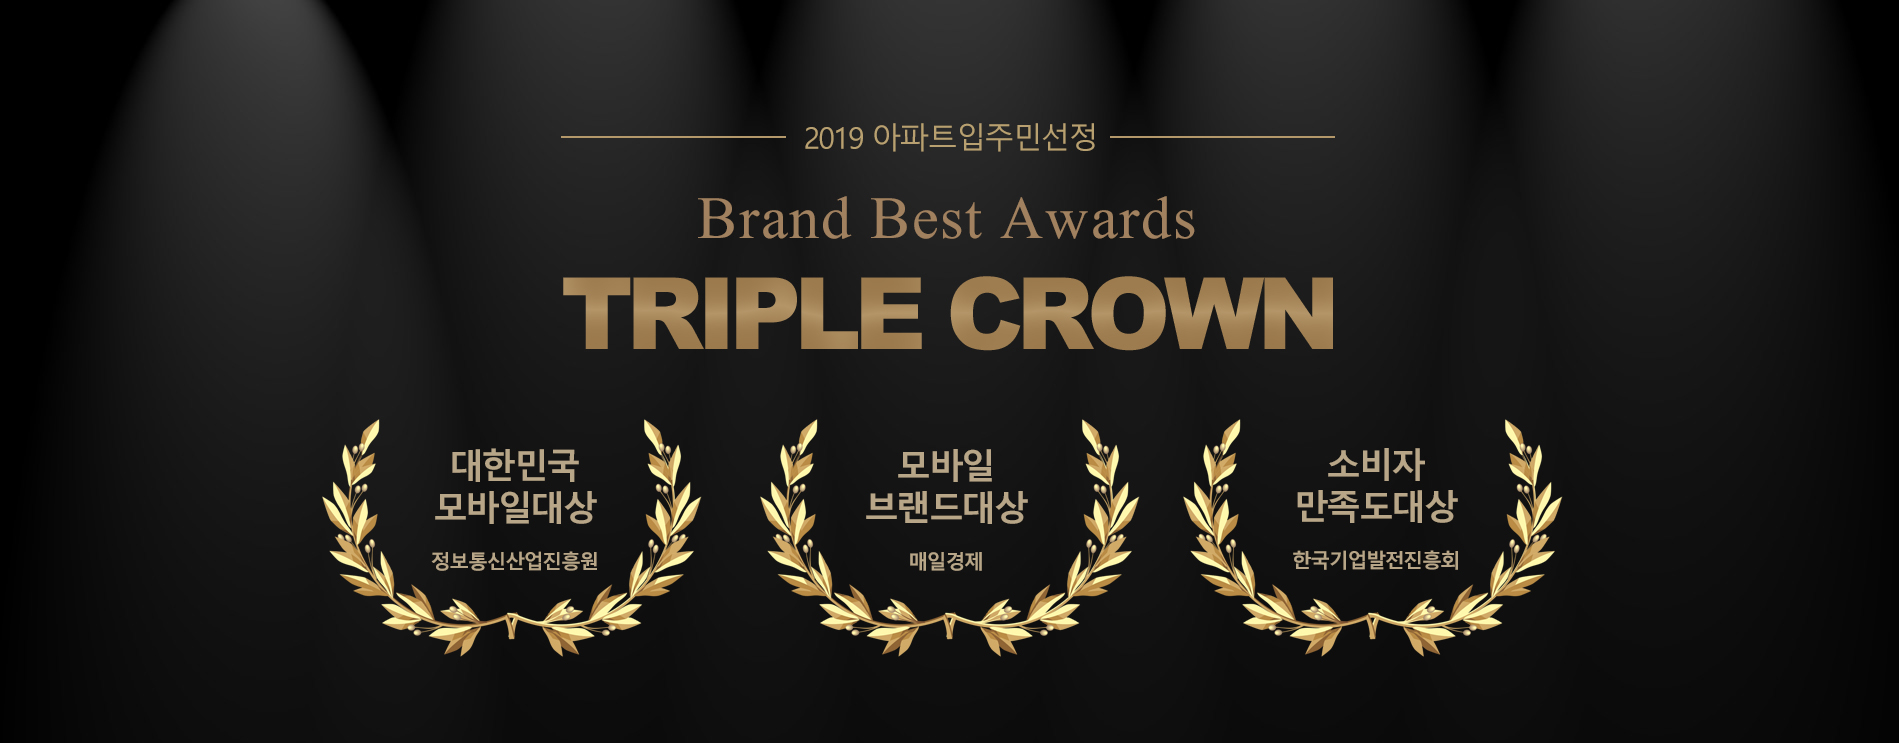 2019 아파트입주민선정
Brand Best Awards
TRIPLE CROWN
대한민국
모바일대상
정보통신산업진흥원
모바일
브랜드대상
매일경제
소비자
만족도대상
한국기업발전진흥회